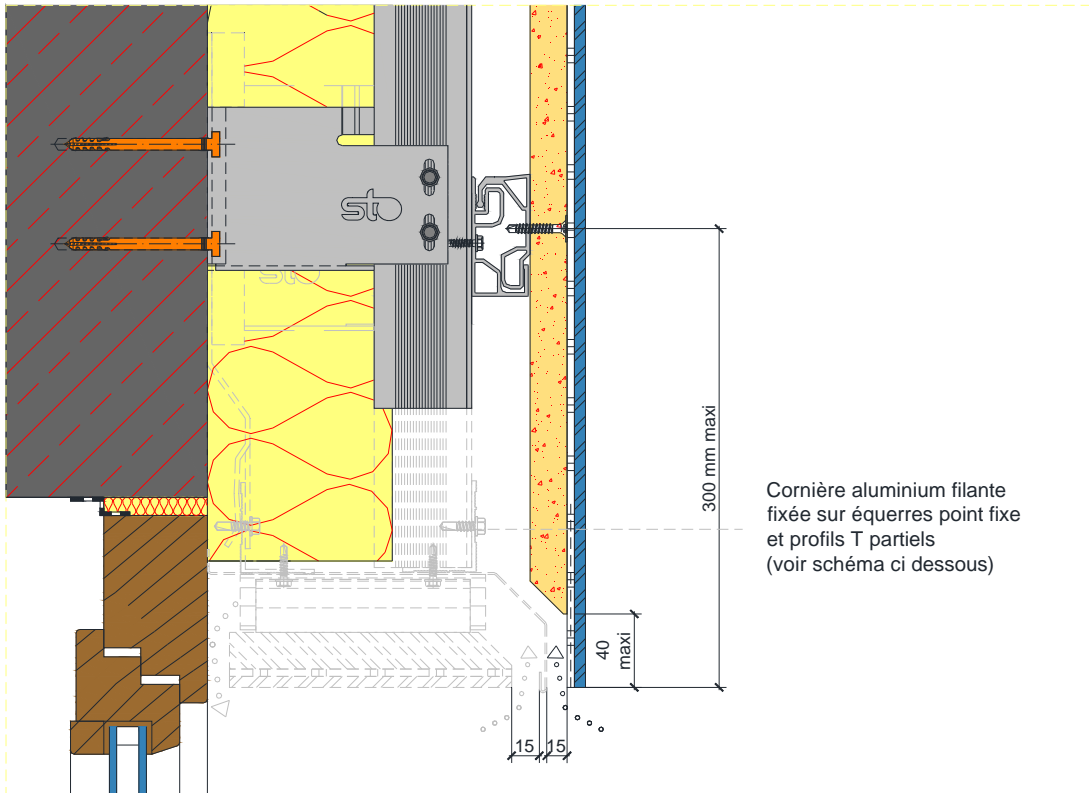 sto
sto
300 mm maxi
Cornière aluminium filante
fixée sur équerres point fixe
et profils T partiels
(voir schéma ci dessous)
40
maxi
15
15